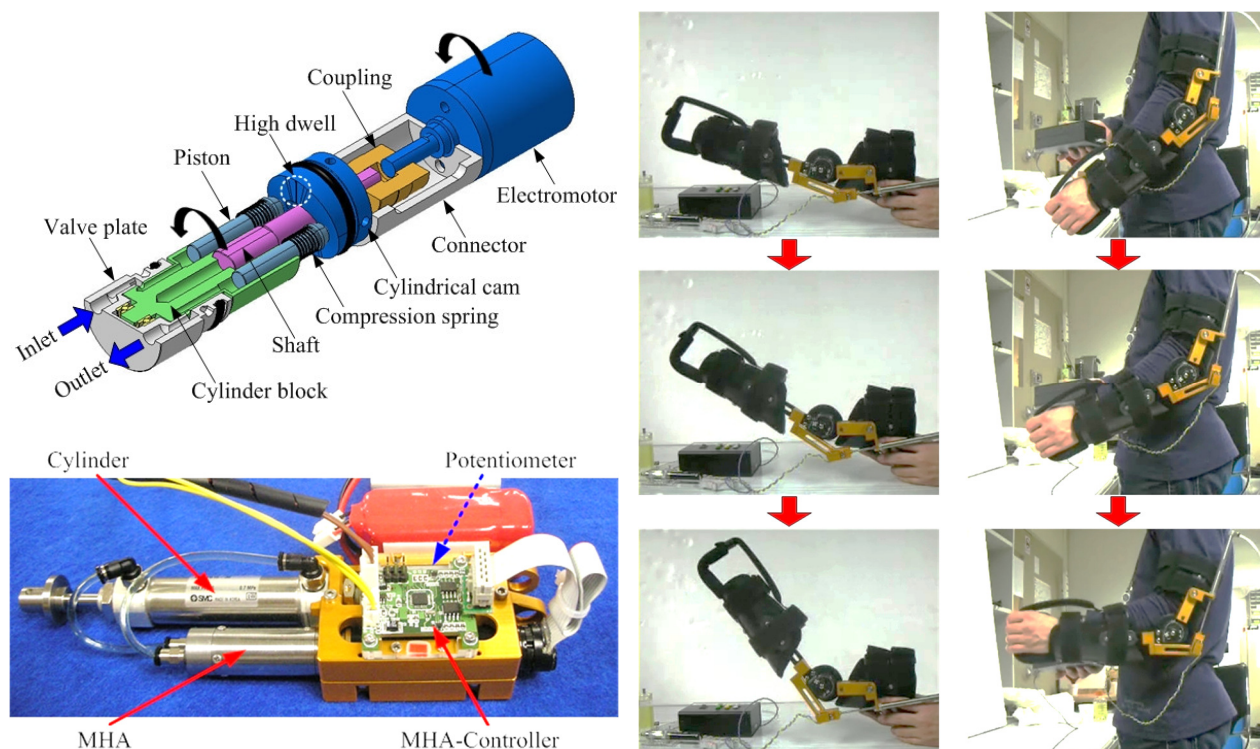 Coupling
High dwell
Piston
Valve plate
Electromotor
Connector
Cylindrical cam
Compression spring
Shaft
Inlet
Outlet
Cylinder block
Cylinder
Potentiometer
SMC
MHA
MHA-Controller